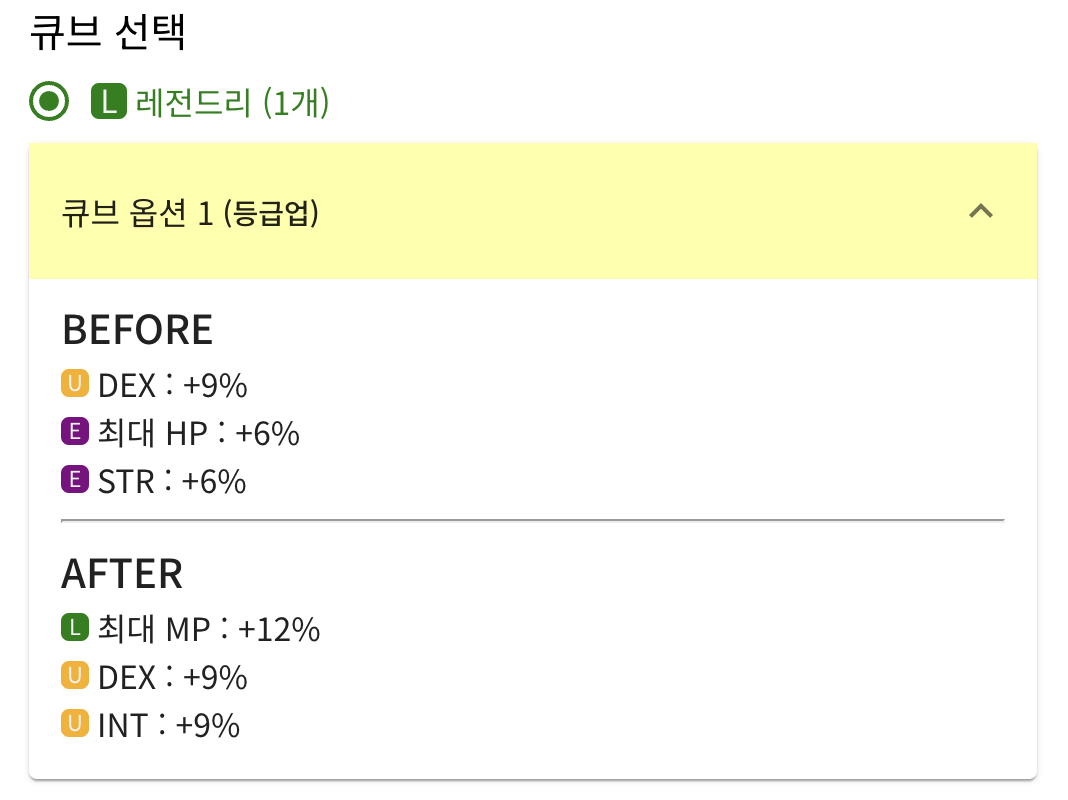 큐브 선택
L 레전드리 (1개)
큐브 옵션 1 (등급업)
BEFORE
U DEX : +9%
E 최대 HP : +6%
E STR : +6%
AFTER
L 최대 MP : +12%
U DEX : +9%
U INT : +9%